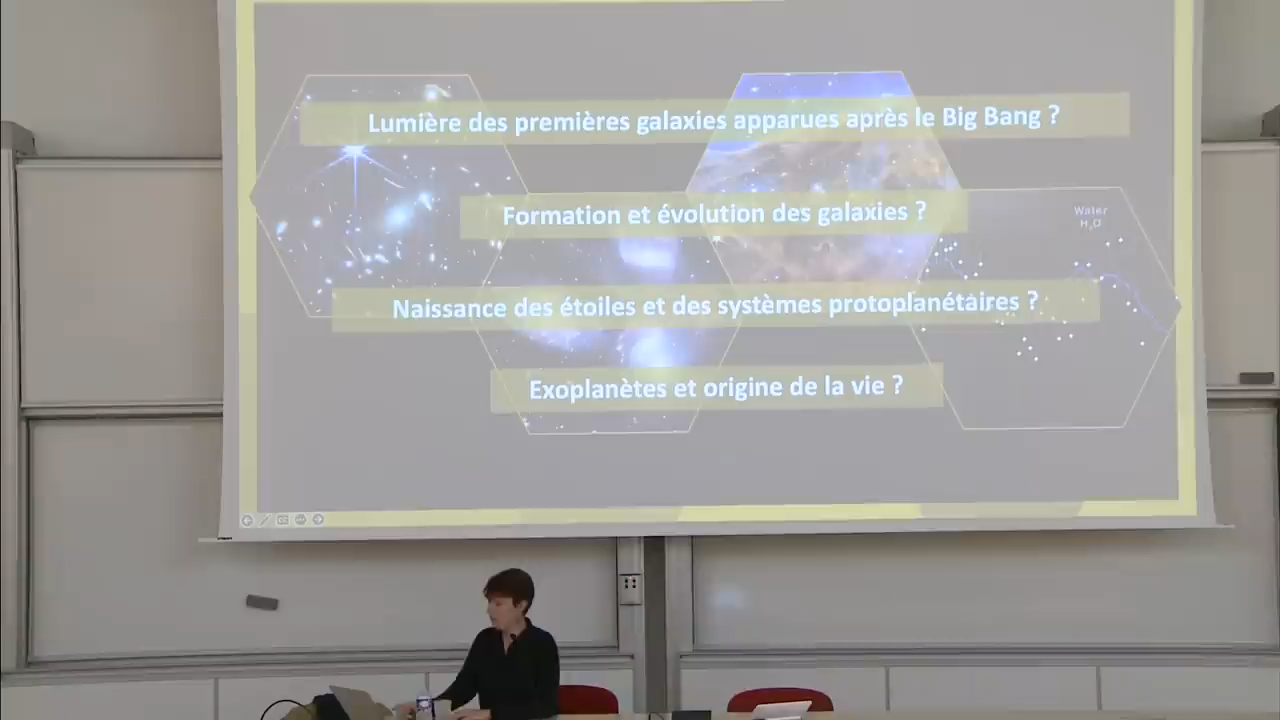 Lumière des premières galaxies apparues après le Big Bang ?
Formation et évolution des galaxies ?
Water
H₂O
Naissance des étoiles et des systèmes protoplanétaires ?
Exoplanètes et origine de la vie ?